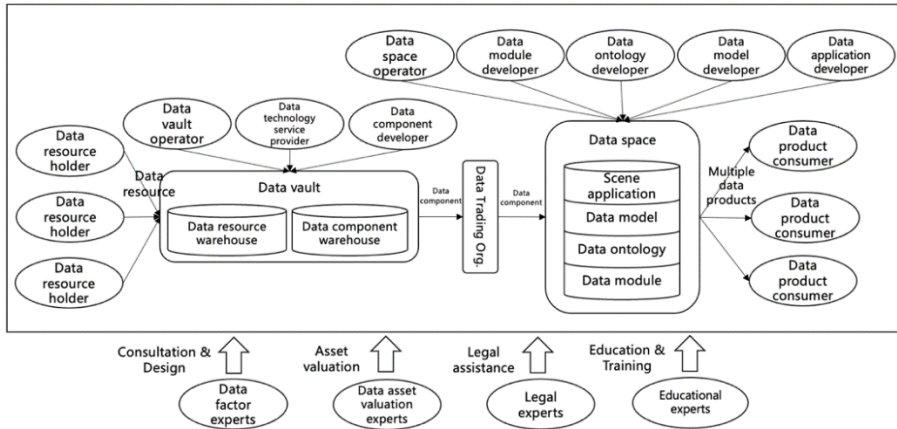 Data
space operator
Data
module developer
Data
ontology developer
Data
model developer
Data
application developer
Data
vault operator
Data
technology
service
provider
Data
component
developer
Data
resource
holder
Data
resource
holder
Data
resource
holder
Data
resource
Data vault
Data resource
warehouse
Data component
warehouse
Data
component
Data Trading Org.
Data
component
Data space
Scene
application
Data model
Data ontology
Data module
Multiple
data
products
Data
product
consumer
Data
product
consumer
Data
product
consumer
Consultation &
Design
Asset
valuation
Legal
assistance
Education &
Training
Data
factor
experts
Data asset
valuation
experts
Legal
experts
Educational
experts